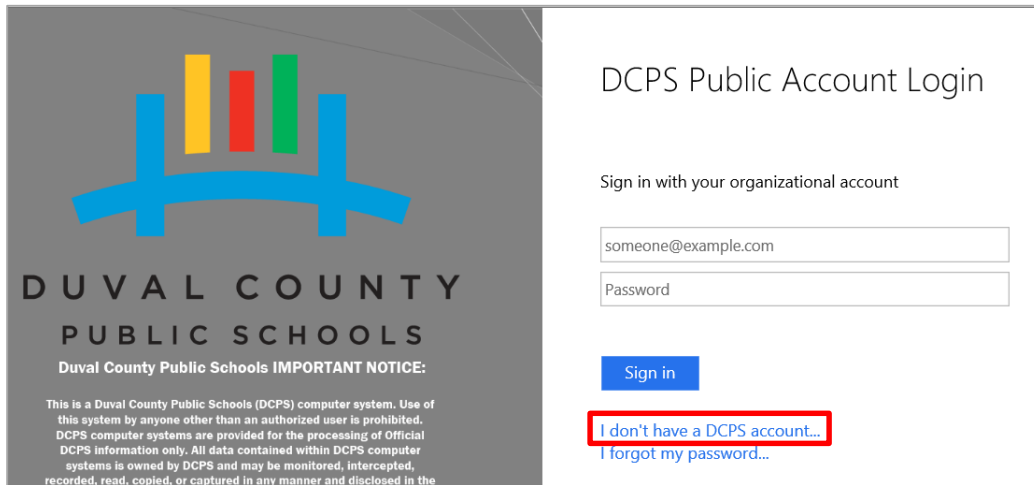 DUVAL COUNTY
PUBLIC SCHOOLS
Duval County Public Schools IMPORTANT NOTICE:
This is a Duval County Public Schools (DCPS) computer system. Use of
this system by anyone other than an authorized user is prohibited.
DCPS computer systems are provided for the processing of Official
DCPS information only. All data contained within DCPS computer
systems is owned by DCPS and may be monitored, intercepted,
recorded, read, copied, or captured in any manner and disclosed in the
DCPS Public Account Login
Sign in with your organizational account
someone@example.com
Password
Sign in
I don't have a DCPS account...
I forgot my password...